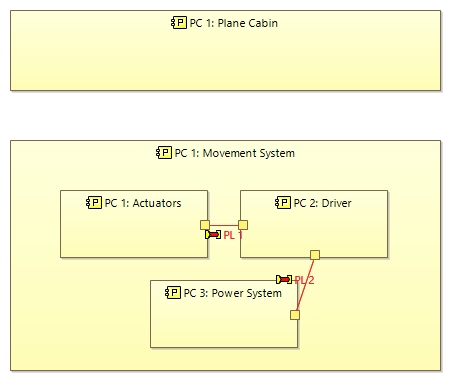 PC 1: Plane Cabin
PC 1: Movement System
PC 1: Actuators
PC 2: Driver
PL 1
PL 2
PC 3: Power System